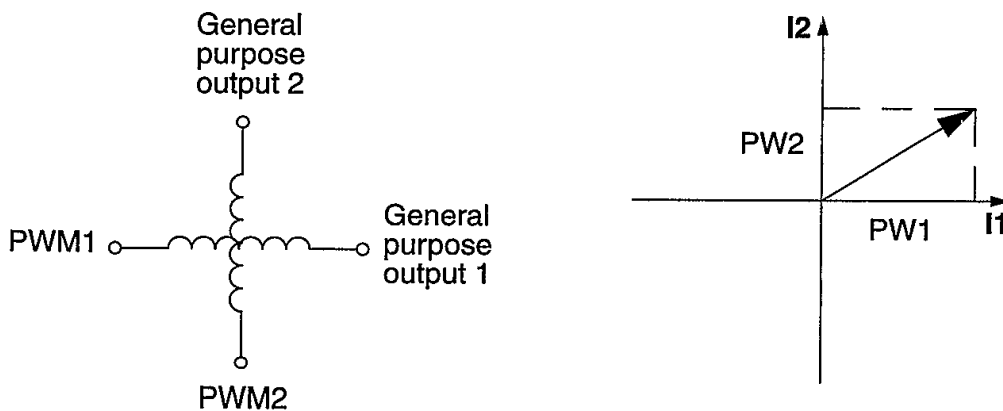 General
purpose
output 2
PWM1
General
purpose
output 1
PWM2
I2
PW2
PW1
I1